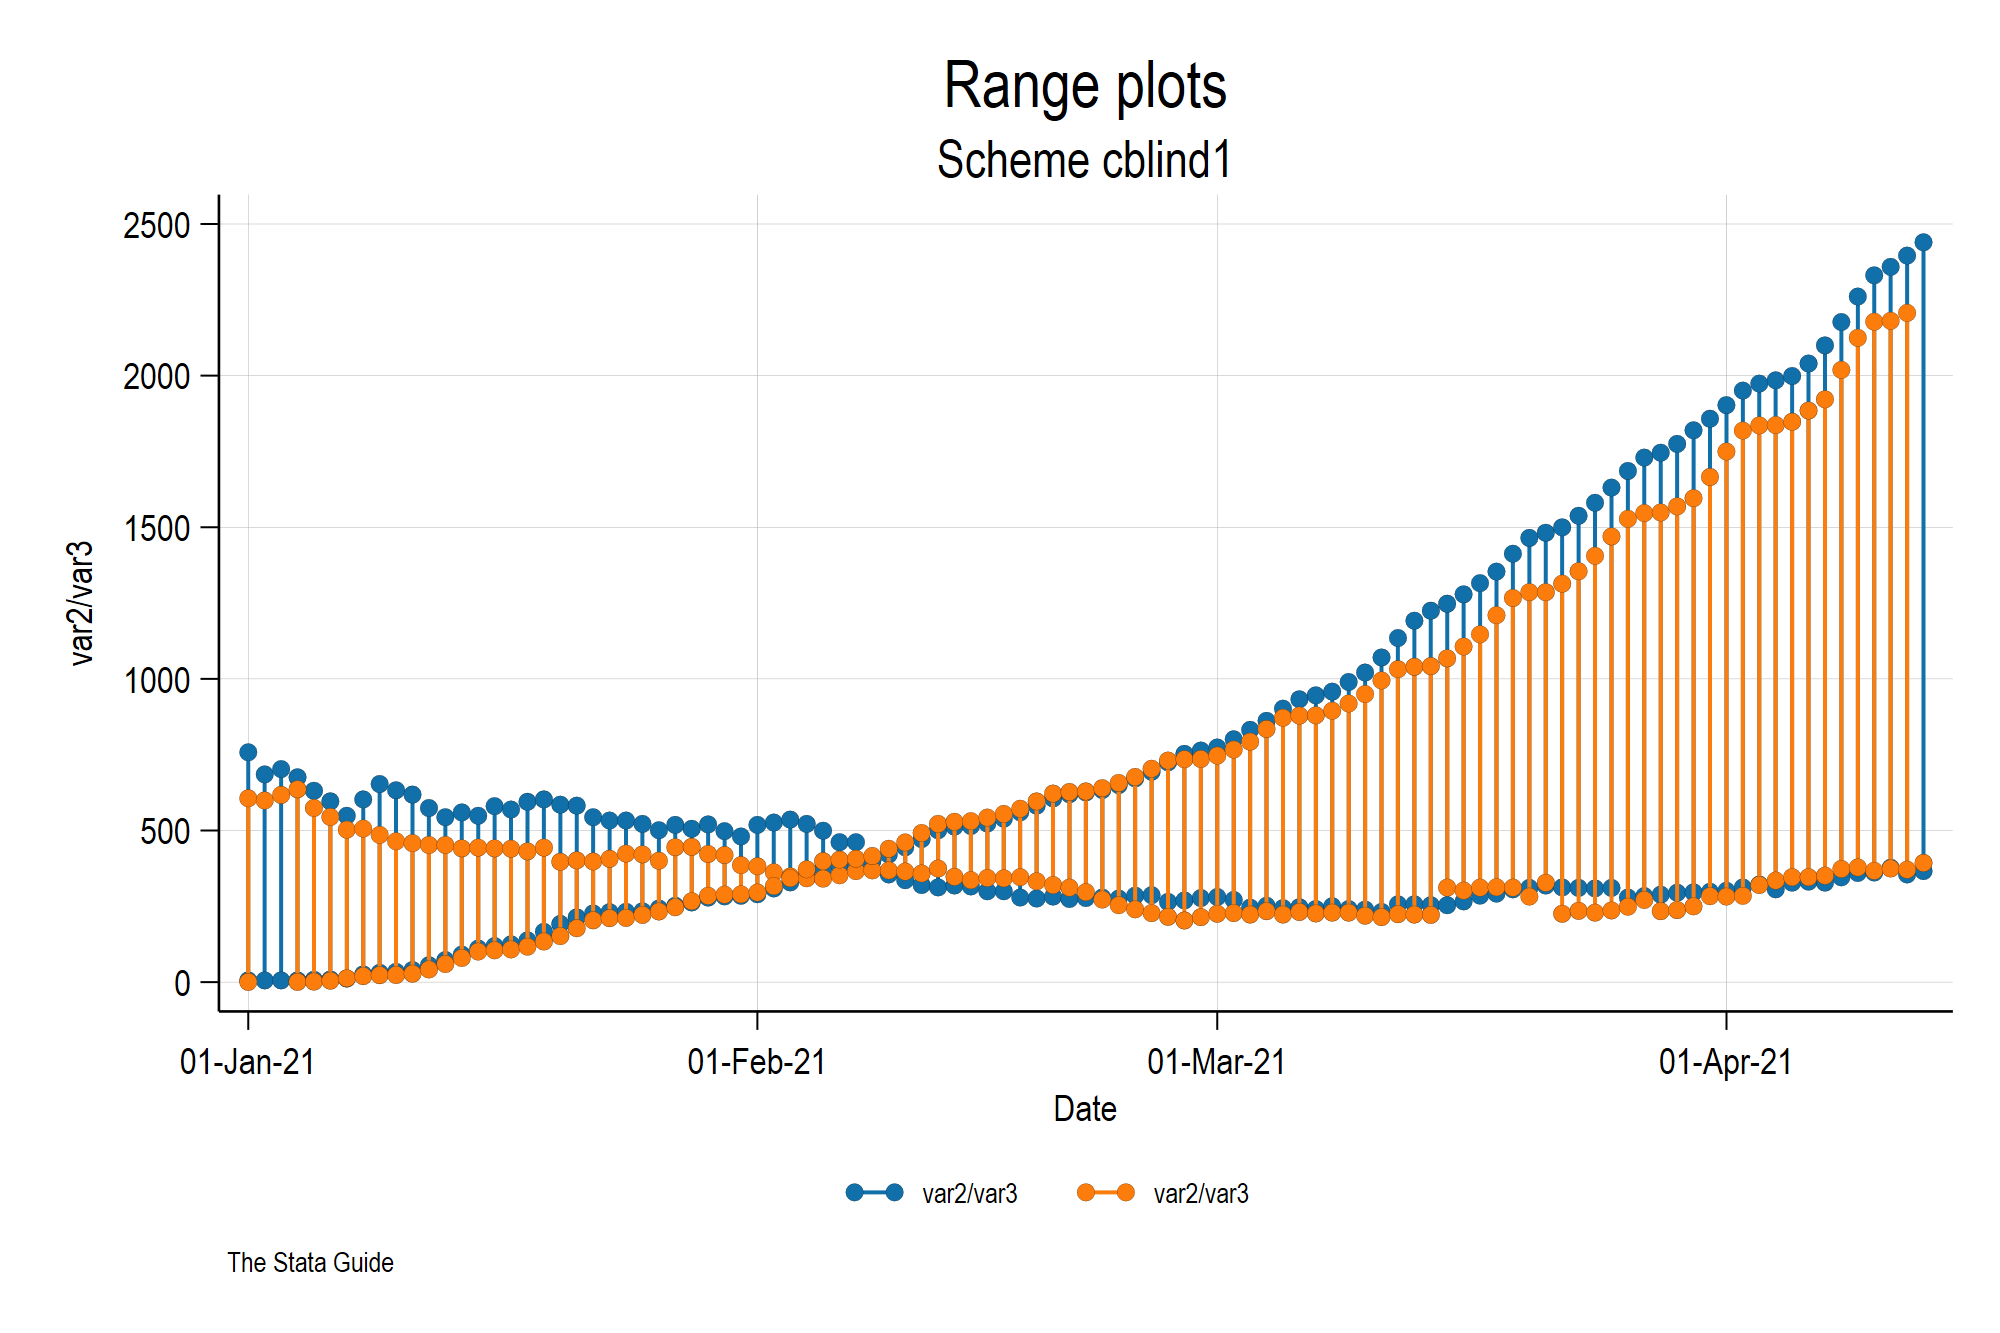 Range plots
Scheme cblind1
2500
2000
1500
1000
500
0
var2/var3
01-Jan-21
01-Feb-21
01-Mar-21
01-Apr-21
Date
var2/var3
var2/var3
The Stata Guide